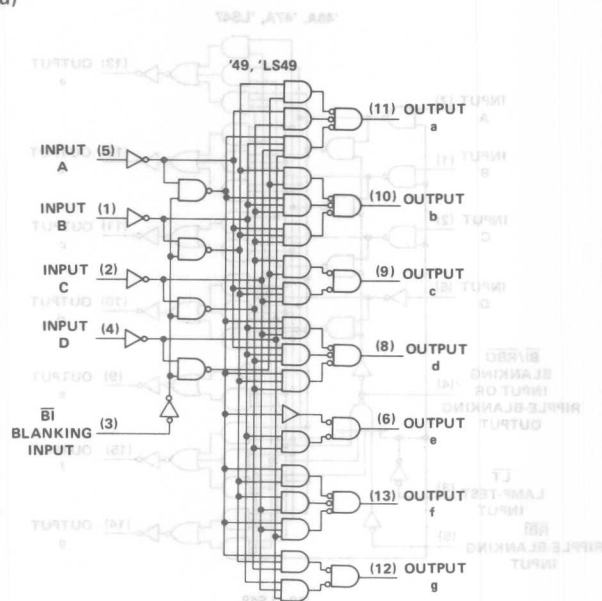 '49, 'LS49
(11) OUTPUT
a
INPUT (5)
A
(10) OUTPUT
b
INPUT (1)
B
(9) OUTPUT
c
INPUT (2)
C
INPUT (4)
D
(8) OUTPUT
d
BI
BLANKING (3)
INPUT
(6) OUTPUT
e
(13) OUTPUT
f
(12) OUTPUT
g